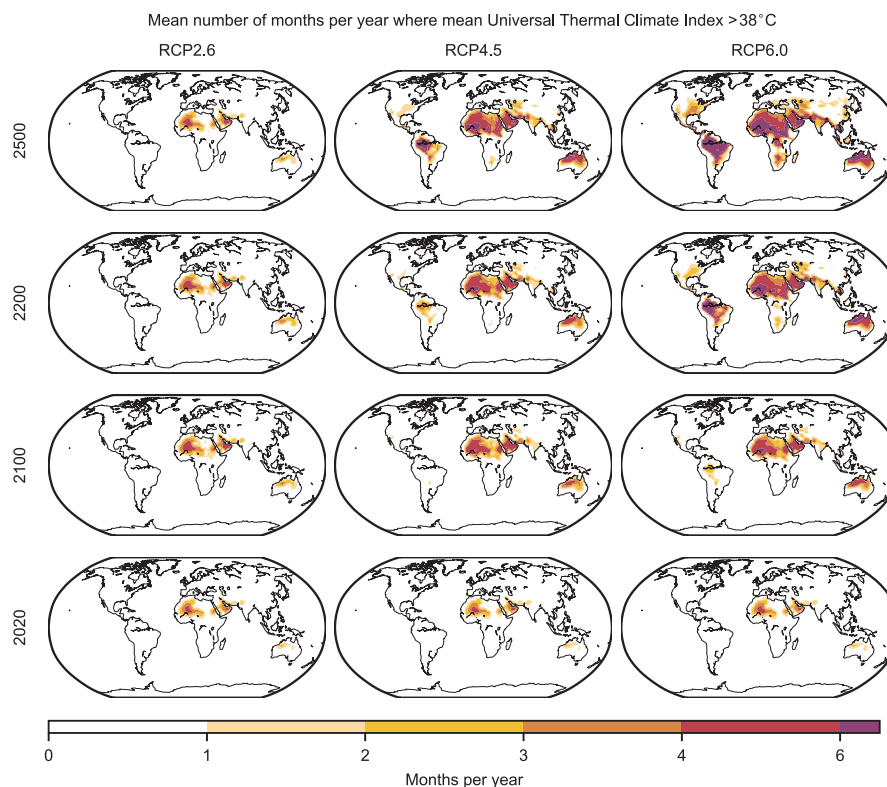 Mean number of months per year where mean Universal Thermal Climate Index >38°C
RCP2.6 RCP4.5 RCP6.0
2500
2200
2100
2020
0 1 2 3 4 6
Months per year